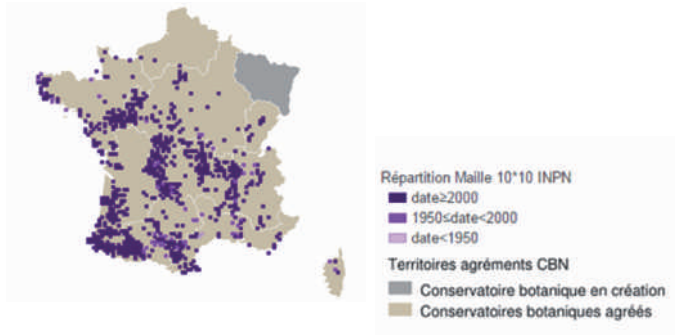 Répartition Maille 10*10 INPN
date≥2000
1950≤date<2000
date<1950
Territoires agréments CBN
Conservatoire botanique en création
Conservatoires botaniques agréés